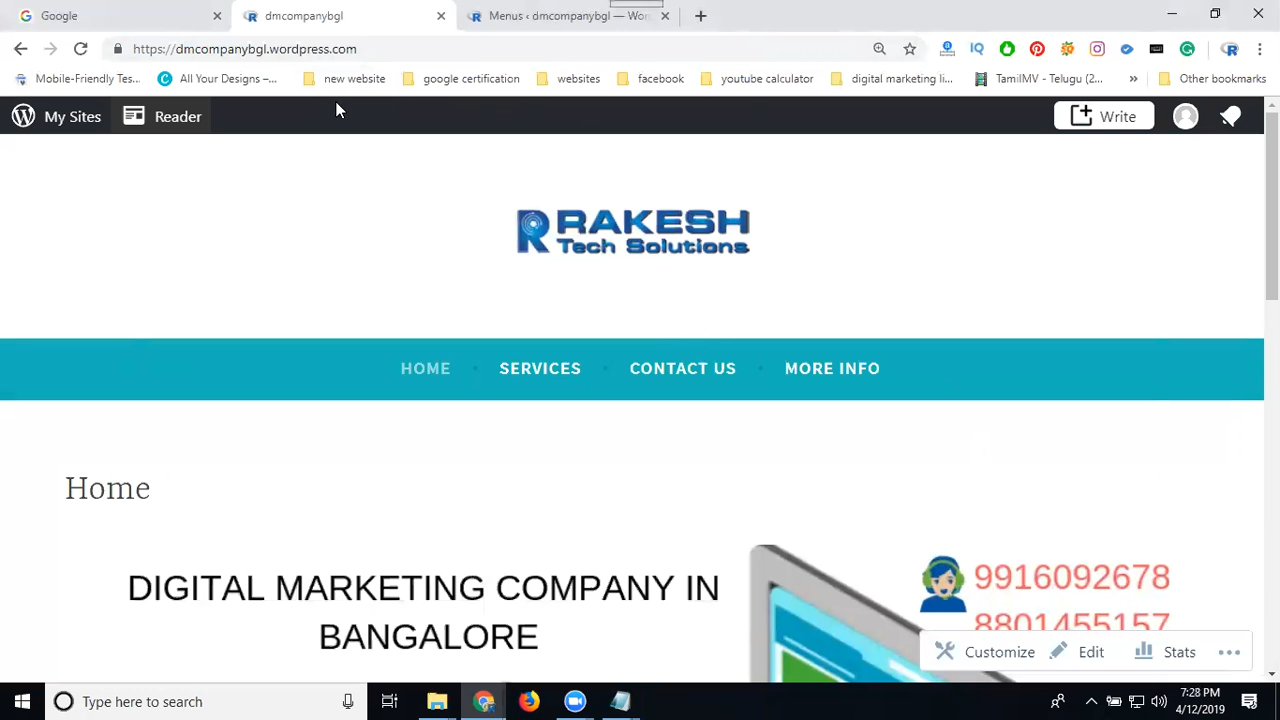 Google
dmcompanybgl
Menus ‹ dmcompanybgl — Wor
https://dmcompanybgl.wordpress.com
Mobile-Friendly Tes...
All Your Designs –...
new website
google certification
websites
facebook
youtube calculator
digital marketing li...
TamilMV - Telugu (2...
»
Other bookmarks
My Sites
Reader
Write
RAKESH
Tech Solutions
HOME
SERVICES
CONTACT US
MORE INFO
Home
DIGITAL MARKETING COMPANY IN
BANGALORE
9916092678
8801455157
Customize
Edit
Stats
Type here to search
7:28 PM
4/12/2019